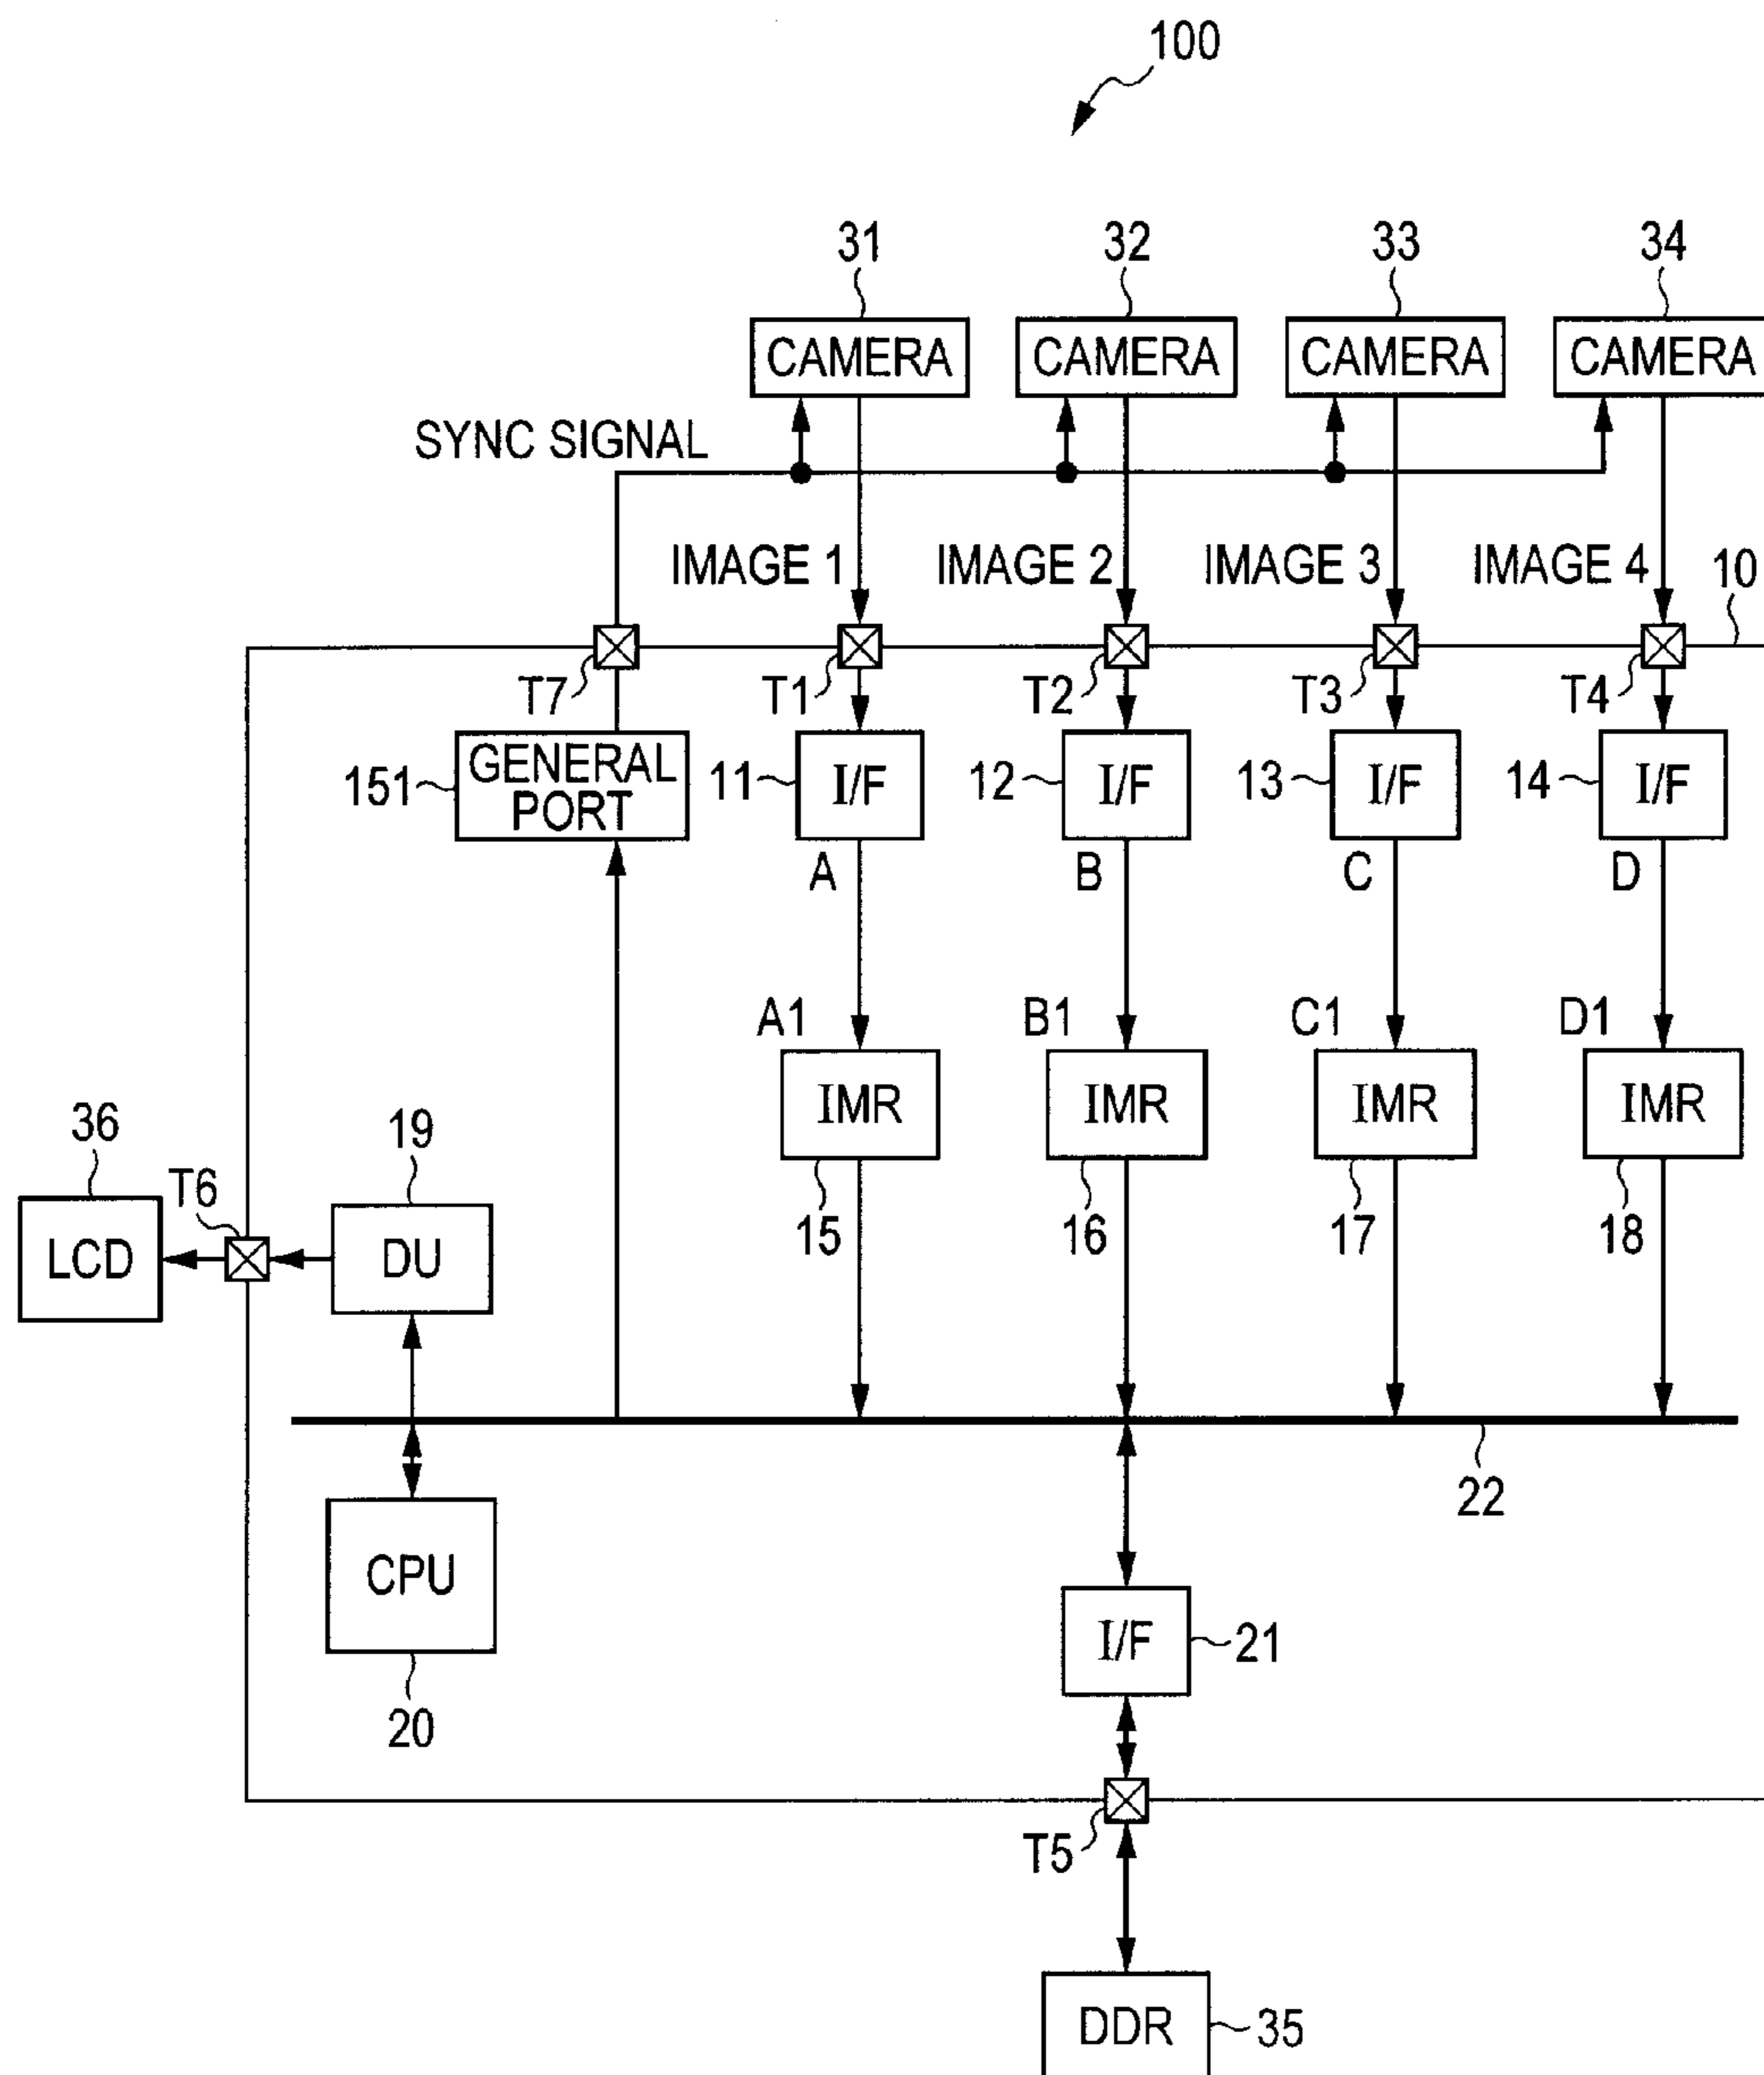 100
31 32 33 34
CAMERA CAMERA CAMERA CAMERA
SYNC SIGNAL
IMAGE 1 IMAGE 2 IMAGE 3 IMAGE 4 10
T7 T1 T2 T3 T4
GENERAL PORT
151 11 I/F 12 I/F 13 I/F 14 I/F
A B C D
A1 B1 C1 D1
IMR IMR IMR IMR
36 19
T6 15 16 17 18
LCD DU
22
CPU
I/F 21
20
T5
DDR 35